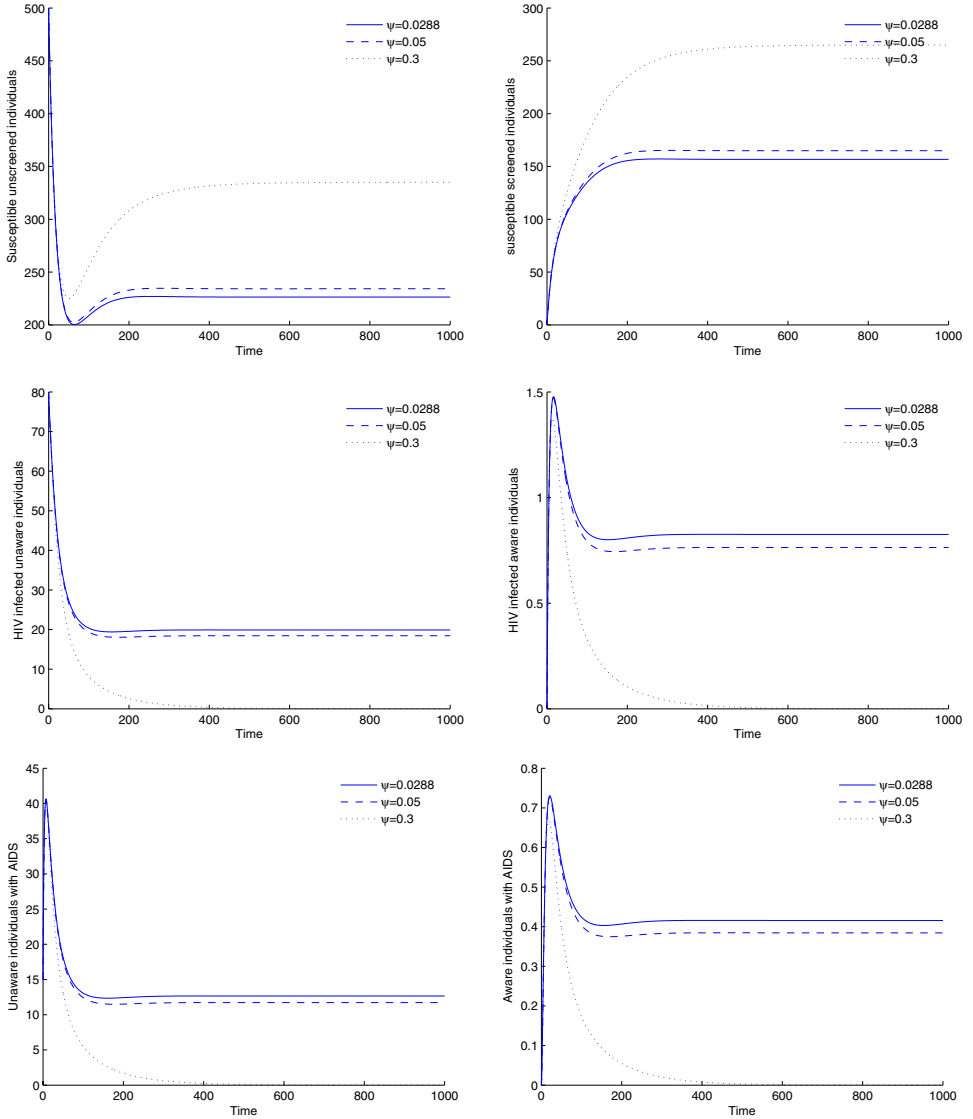 Susceptible unscreened individuals
500
450
400
350
300
250
200
0
200
400
600
800
1000
Time
ψ=0.0288
ψ=0.05
ψ=0.3
susceptible screened individuals
300
250
200
150
100
50
0
0
200
400
600
800
1000
Time
ψ=0.0288
ψ=0.05
ψ=0.3
HIV infected unaware individuals
80
70
60
50
40
30
20
10
0
0
200
400
600
800
1000
Time
ψ=0.0288
ψ=0.05
ψ=0.3
HIV infected aware individuals
1.5
1
0.5
0
0
200
400
600
800
1000
Time
ψ=0.0288
ψ=0.05
ψ=0.3
Unaware individuals with AIDS
45
40
35
30
25
20
15
10
5
0
0
200
400
600
800
1000
Time
ψ=0.0288
ψ=0.05
ψ=0.3
Aware individuals with AIDS
0.8
0.7
0.6
0.5
0.4
0.3
0.2
0.1
0
0
200
400
600
800
1000
Time
ψ=0.0288
ψ=0.05
ψ=0.3